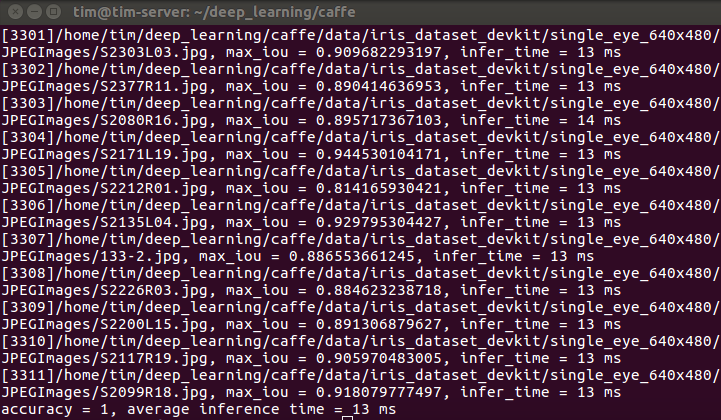 tim@tim-server: ~/deep_learning/caffe
[3301]/home/tim/deep_learning/caffe/data/iris_dataset_devkit/single_eye_640x480/
JPEGImages/S2303L03.jpg, max_iou = 0.909682293197, infer_time = 13 ms
[3302]/home/tim/deep_learning/caffe/data/iris_dataset_devkit/single_eye_640x480/
JPEGImages/S2377R11.jpg, max_iou = 0.890414636953, infer_time = 13 ms
[3303]/home/tim/deep_learning/caffe/data/iris_dataset_devkit/single_eye_640x480/
JPEGImages/S2080R16.jpg, max_iou = 0.895717367103, infer_time = 14 ms
[3304]/home/tim/deep_learning/caffe/data/iris_dataset_devkit/single_eye_640x480/
JPEGImages/S2171L19.jpg, max_iou = 0.944530104171, infer_time = 13 ms
[3305]/home/tim/deep_learning/caffe/data/iris_dataset_devkit/single_eye_640x480/
JPEGImages/S2212R01.jpg, max_iou = 0.814165930421, infer_time = 13 ms
[3306]/home/tim/deep_learning/caffe/data/iris_dataset_devkit/single_eye_640x480/
JPEGImages/S2135L04.jpg, max_iou = 0.929795304427, infer_time = 13 ms
[3307]/home/tim/deep_learning/caffe/data/iris_dataset_devkit/single_eye_640x480/
JPEGImages/133-2.jpg, max_iou = 0.886553661245, infer_time = 13 ms
[3308]/home/tim/deep_learning/caffe/data/iris_dataset_devkit/single_eye_640x480/
JPEGImages/S2226R03.jpg, max_iou = 0.884623238718, infer_time = 13 ms
[3309]/home/tim/deep_learning/caffe/data/iris_dataset_devkit/single_eye_640x480/
JPEGImages/S2200L15.jpg, max_iou = 0.891306879627, infer_time = 13 ms
[3310]/home/tim/deep_learning/caffe/data/iris_dataset_devkit/single_eye_640x480/
JPEGImages/S2117R19.jpg, max_iou = 0.905970483005, infer_time = 13 ms
[3311]/home/tim/deep_learning/caffe/data/iris_dataset_devkit/single_eye_640x480/
JPEGImages/S2099R18.jpg, max_iou = 0.918079777497, infer_time = 13 ms
accuracy = 1, average inference time = 13 ms